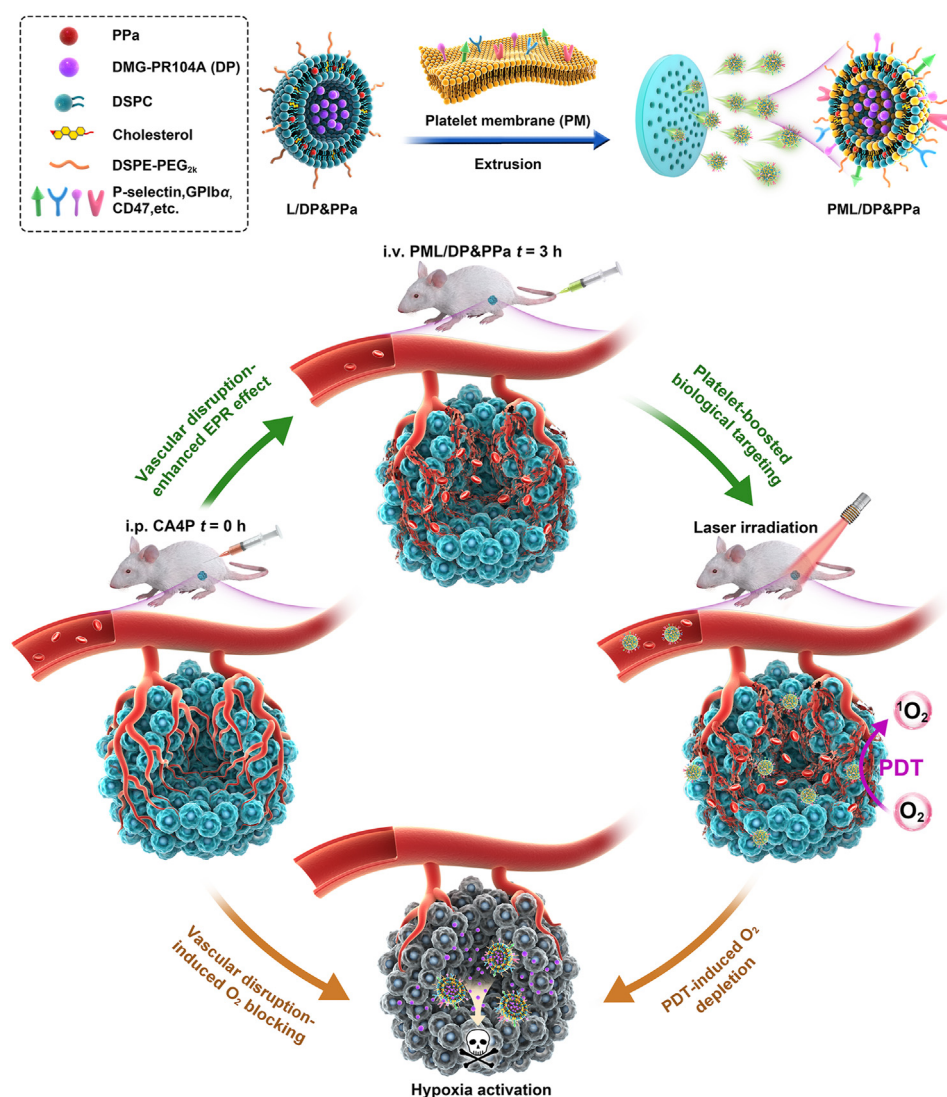 PPa
DMG-PR104A (DP)
DSPC
Cholesterol
DSPE-PEG2k
P-selectin,GPIbα,
CD47,etc.
L/DP&PPa
Platelet membrane (PM)
Extrusion
PML/DP&PPa
i.v. PML/DP&PPa t = 3 h
Vascular disruption-
enhanced EPR effect
Platelet-boosted
biological targeting
i.p. CA4P t = 0 h
Laser irradiation
¹O₂
PDT
O₂
Vascular disruption-
induced O₂ blocking
PDT-induced O₂
depletion
Hypoxia activation